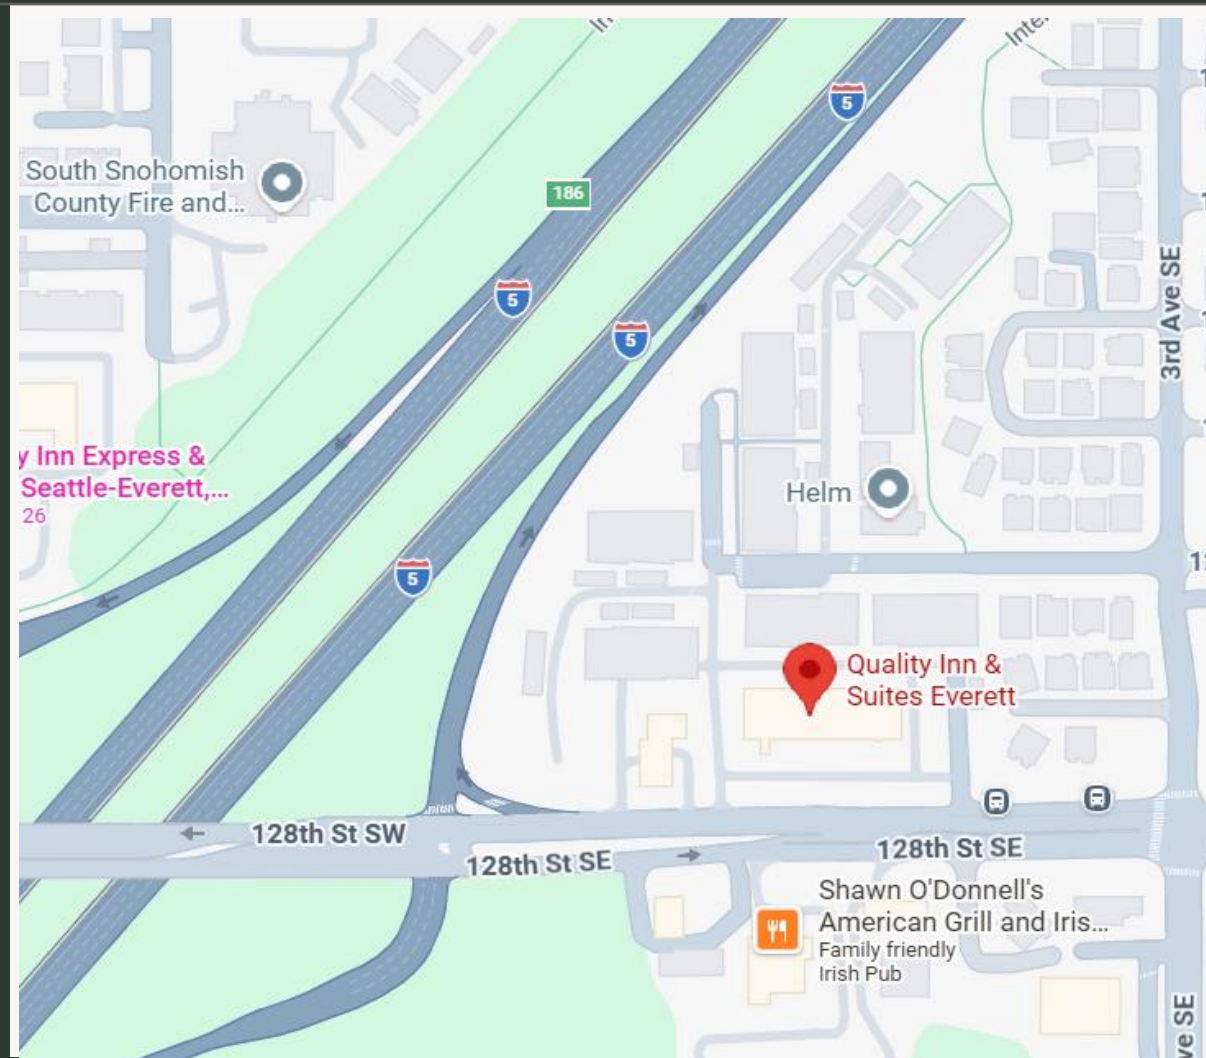 In
Inte
5
186
South Snohomish
County Fire and...
5
5
3rd Ave SE
y Inn Express &
Seattle-Everett,...
26
Helm
5
Quality Inn &
Suites Everett
128th St SW
128th St SE
128th St SE
Shawn O'Donnell's
American Grill and Iris...
Family friendly
Irish Pub
ve SE